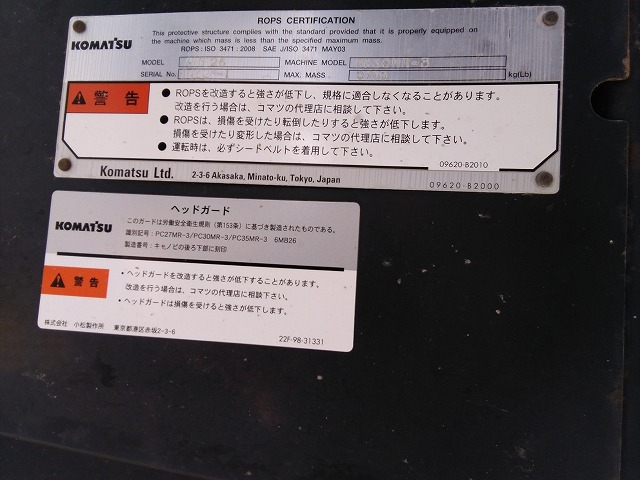 ROPS CERTIFICATION
This protective structure complies with the standard provided that it is properly equipped on
the machine which mass is less than the specified maximum mass.
ROPS : ISO 3471 : 2008 SAE J/ISO 3471 MAY03
KOMATSU
MODEL MACHINE MODEL
SERIAL No. MAX. MASS kg(Lb)
警告
● ROPSを改造すると強さが低下し、規格に適合しなくなることがあります。
改造を行う場合は、コマツの代理店に相談して下さい。
● ROPSは、損傷を受けたり転倒したりすると強さが低下します。
損傷を受けたり変形した場合は、コマツの代理店に相談して下さい。
● 運転時は、必ずシートベルトを着用して下さい。
09620-B2010
Komatsu Ltd. 2-3-6 Akasaka, Minato-ku, Tokyo, Japan
09620-B2000
ヘッドガード
KOMATSU
このガードは労働安全衛生規則（第153条）に基づき製造されたものである。
識別記号：PC27MR-3/PC30MR-3/PC35MR-3 6MB26
製造番号：キャノピの後ろ下部に刻印
警告
• ヘッドガードを改造すると強さが低下することがあります。
改造を行う場合は、コマツの代理店に相談下さい。
• ヘッドガードは損傷を受けると強さが低下します。
株式会社 小松製作所 東京都港区赤坂2-3-6
22F-98-31331